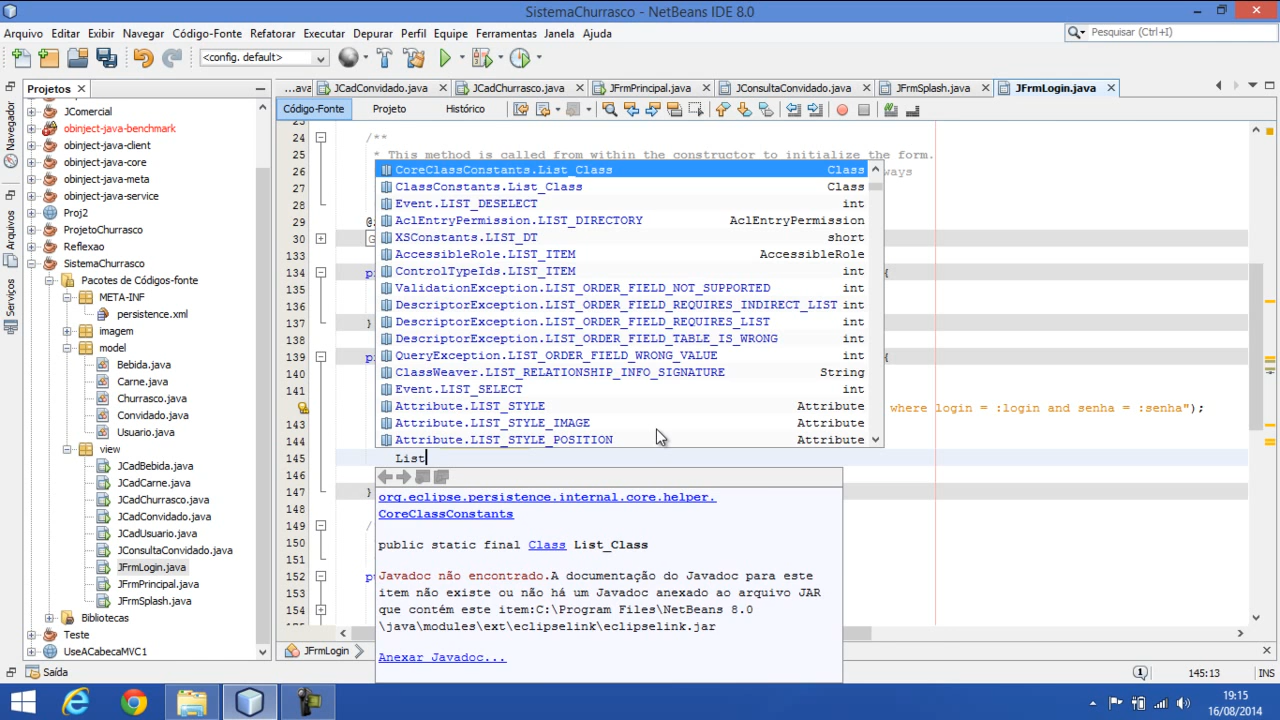 SistemaChurrasco - NetBeans IDE 8.0
Arquivo Editar Exibir Navegar Código-Fonte Refatorar Executar Depurar Perfil Equipe Ferramentas Janela Ajuda
Pesquisar (Ctrl+I)
<config. default>
Projetos
...ava JCadConvidado.java JCadChurrasco.java JFrmPrincipal.java JConsultaConvidado.java JFrmSplash.java JFrmLogin.java
Código-Fonte Projeto Histórico
Navegador
Arquivos
Serviços
JComercial
obinject-java-benchmark
obinject-java-client
obinject-java-core
obinject-java-meta
obinject-java-service
Proj2
ProjetoChurrasco
Reflexao
SistemaChurrasco
Pacotes de Códigos-fonte
META-INF
persistence.xml
imagem
model
Bebida.java
Carne.java
Churrasco.java
Convidado.java
Usuario.java
view
JCadBebida.java
JCadCarne.java
JCadChurrasco.java
JCadConvidado.java
JCadUsuario.java
JConsultaConvidado.java
JFrmLogin.java
JFrmPrincipal.java
JFrmSplash.java
Bibliotecas
Teste
UseACabecaMVC1
24 /**
25 * This method is called from within the constructor to initialize the form.
26 ways
27
28
29 @
30 G
133
134 p {
135
136
137 }
138
139 p {
140
141
where login = :login and senha = :senha");
143
144
145 List
146
147 }
148
149 /
150
151
152 pu
153
154
CoreClassConstants.List_Class Class
ClassConstants.List_Class Class
Event.LIST_DESELECT int
AclEntryPermission.LIST_DIRECTORY AclEntryPermission
XSConstants.LIST_DT short
AccessibleRole.LIST_ITEM AccessibleRole
ControlTypeIds.LIST_ITEM int
ValidationException.LIST_ORDER_FIELD_NOT_SUPPORTED int
DescriptorException.LIST_ORDER_FIELD_REQUIRES_INDIRECT_LIST int
DescriptorException.LIST_ORDER_FIELD_REQUIRES_LIST int
DescriptorException.LIST_ORDER_FIELD_TABLE_IS_WRONG int
QueryException.LIST_ORDER_FIELD_WRONG_VALUE int
ClassWeaver.LIST_RELATIONSHIP_INFO_SIGNATURE String
Event.LIST_SELECT int
Attribute.LIST_STYLE Attribute
Attribute.LIST_STYLE_IMAGE Attribute
Attribute.LIST_STYLE_POSITION Attribute
org.eclipse.persistence.internal.core.helper.
CoreClassConstants
public static final Class List_Class
Javadoc não encontrado.A documentação do Javadoc para este
item não existe ou não há um Javadoc anexado ao arquivo JAR
que contém este item:C:\Program Files\NetBeans 8.0
\java\modules\ext\eclipselink\eclipselink.jar
Anexar Javadoc...
JFrmLogin
Saída
1
145:13 INS
19:15
16/08/2014